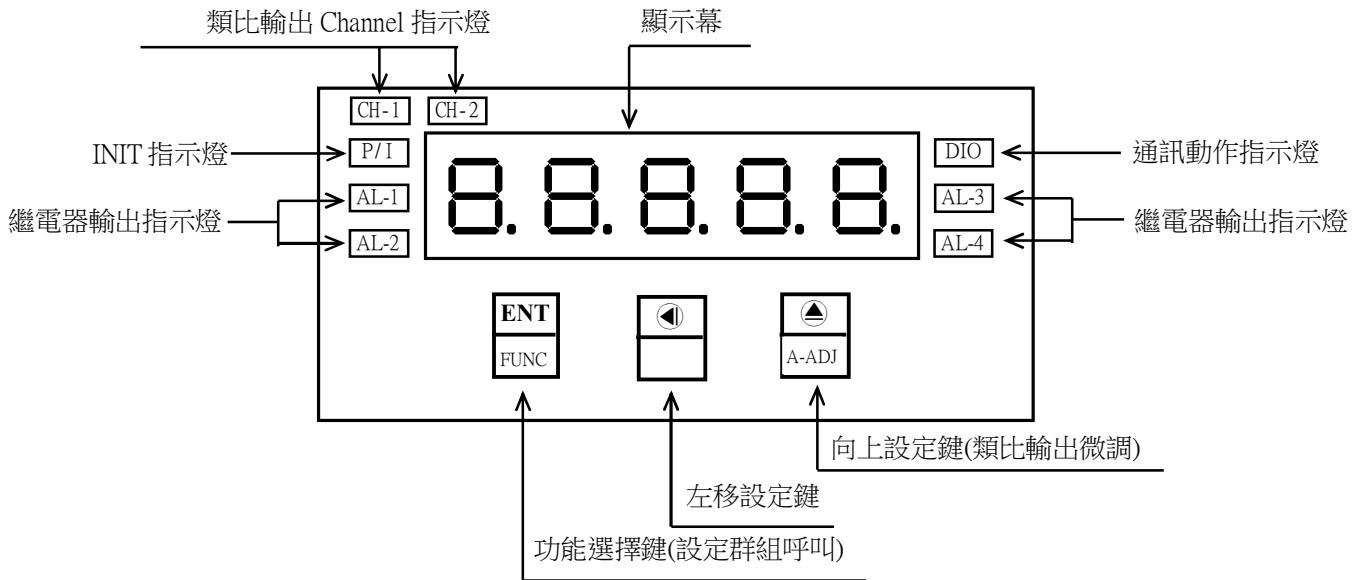 類比輸出 Channel 指示燈
顯示幕
CH-1
CH-2
INIT 指示燈
P/I
DIO
通訊動作指示燈
8.8.8.8.8.
AL-1
AL-3
繼電器輸出指示燈
繼電器輸出指示燈
AL-2
AL-4
ENT
FUNC
A-ADJ
向上設定鍵(類比輸出微調)
左移設定鍵
功能選擇鍵(設定群組呼叫)